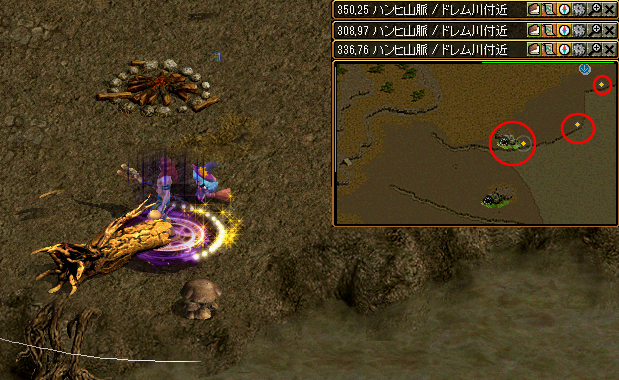 350,25 ハンヒ山脈 / ドレム川付近
308,97 ハンヒ山脈 / ドレム川付近
336,76 ハンヒ山脈 / ドレム川付近